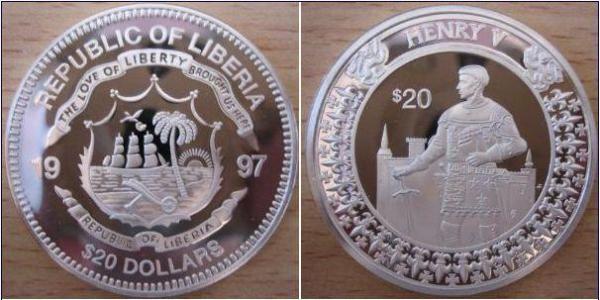 REPUBLIC OF LIBERIA
THE LOVE OF LIBERTY BROUGHT US HERE
19 97
REPUBLIC OF LIBERIA
$20 DOLLARS
HENRY V
$20